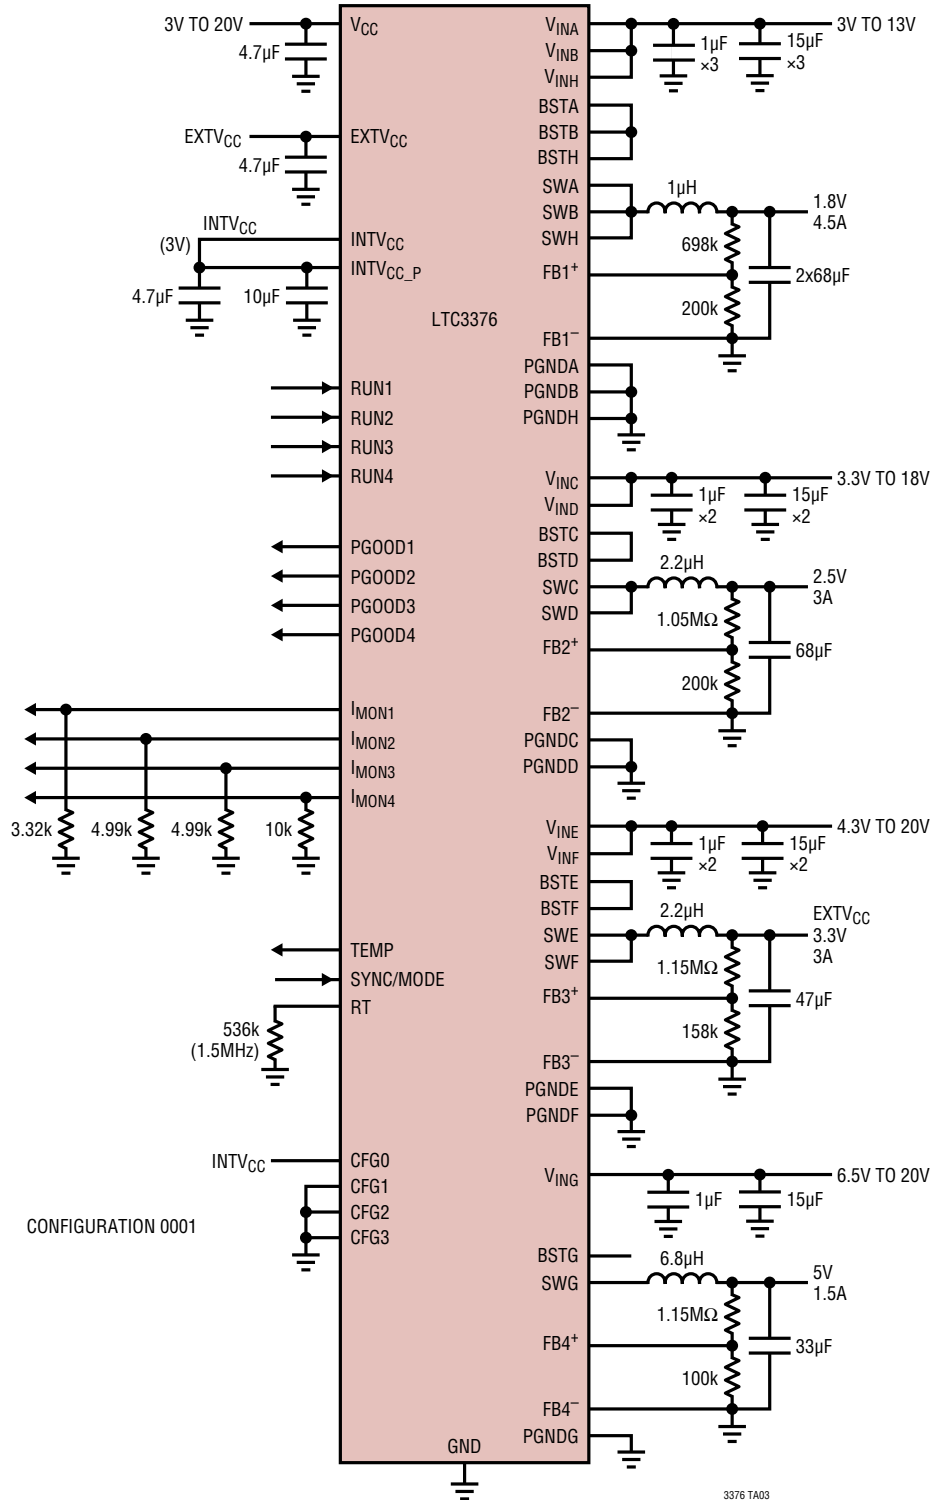 3V TO 20V
4.7µF
EXTVCC
4.7µF
INTVCC
(3V)
4.7µF
10µF
3.32k
4.99k
4.99k
10k
536k
(1.5MHz)
INTVCC
CONFIGURATION 0001
VCC
EXTVCC
INTVCC
INTVCC_P
LTC3376
RUN1
RUN2
RUN3
RUN4
PGOOD1
PGOOD2
PGOOD3
PGOOD4
IMON1
IMON2
IMON3
IMON4
TEMP
SYNC/MODE
RT
CFG0
CFG1
CFG2
CFG3
GND
VINA
VINB
VINH
BSTA
BSTB
BSTH
SWA
SWB
SWH
FB1+
FB1–
PGNDA
PGNDB
PGNDH
VINC
VIND
BSTC
BSTD
SWC
SWD
FB2+
FB2–
PGNDC
PGNDD
VINE
VINF
BSTE
BSTF
SWE
SWF
FB3+
FB3–
PGNDE
PGNDF
VING
BSTG
SWG
FB4+
FB4–
PGNDG
3V TO 13V
1µF
×3
15µF
×3
1µH
1.8V
4.5A
698k
2x68µF
200k
3.3V TO 18V
1µF
×2
15µF
×2
2.2µH
2.5V
3A
1.05MΩ
68µF
200k
4.3V TO 20V
1µF
×2
15µF
×2
2.2µH
EXTVCC
3.3V
3A
1.15MΩ
47µF
158k
6.5V TO 20V
1µF
15µF
6.8µH
5V
1.5A
1.15MΩ
33µF
100k
3376 TA03